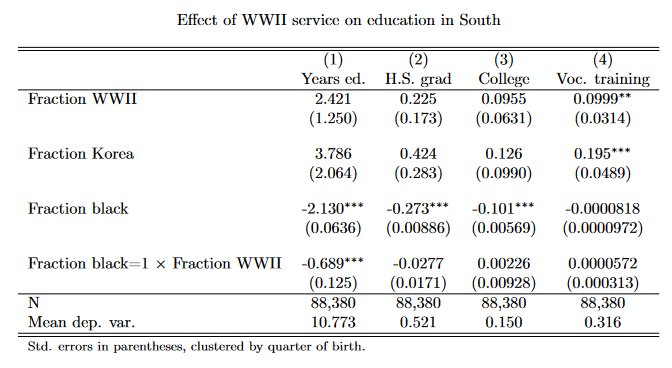 Effect of WWII service on education in South
(1) (2) (3) (4)
Years ed. H.S. grad College Voc. training
Fraction WWII 2.421 0.225 0.0955 0.0999**
(1.250) (0.173) (0.0631) (0.0314)
Fraction Korea 3.786 0.424 0.126 0.195***
(2.064) (0.283) (0.0990) (0.0489)
Fraction black -2.130*** -0.273*** -0.101*** -0.0000818
(0.0636) (0.00886) (0.00569) (0.0000972)
Fraction black=1 × Fraction WWII -0.689*** -0.0277 0.00226 0.0000572
(0.125) (0.0171) (0.00928) (0.000313)
N 88,380 88,380 88,380 88,380
Mean dep. var. 10.773 0.521 0.150 0.316
Std. errors in parentheses, clustered by quarter of birth.